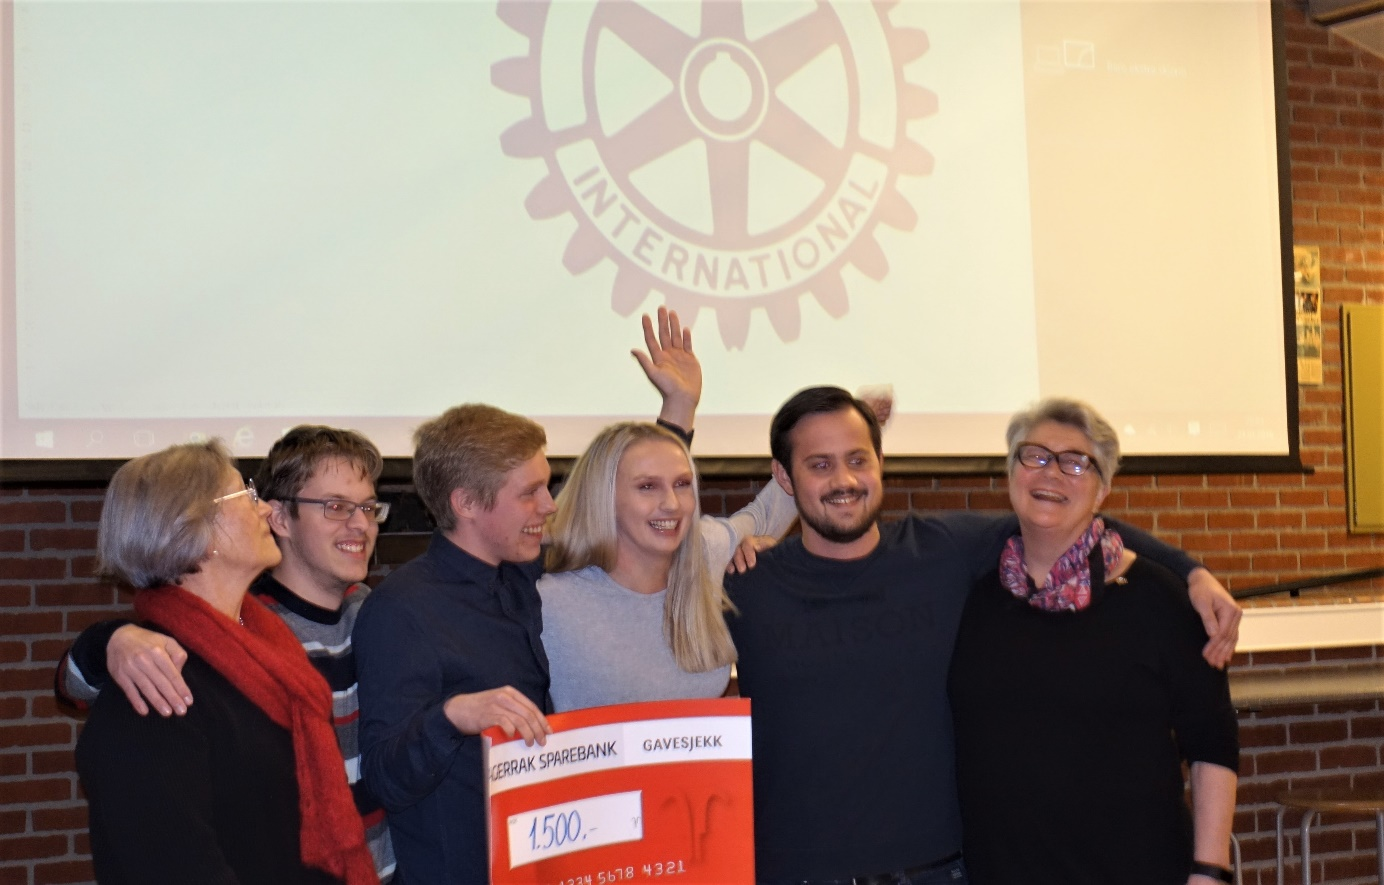 INTERNATIONAL
GERRAK SPAREBANK
GAVESJEKK
1.500,-
1234 5678 4321